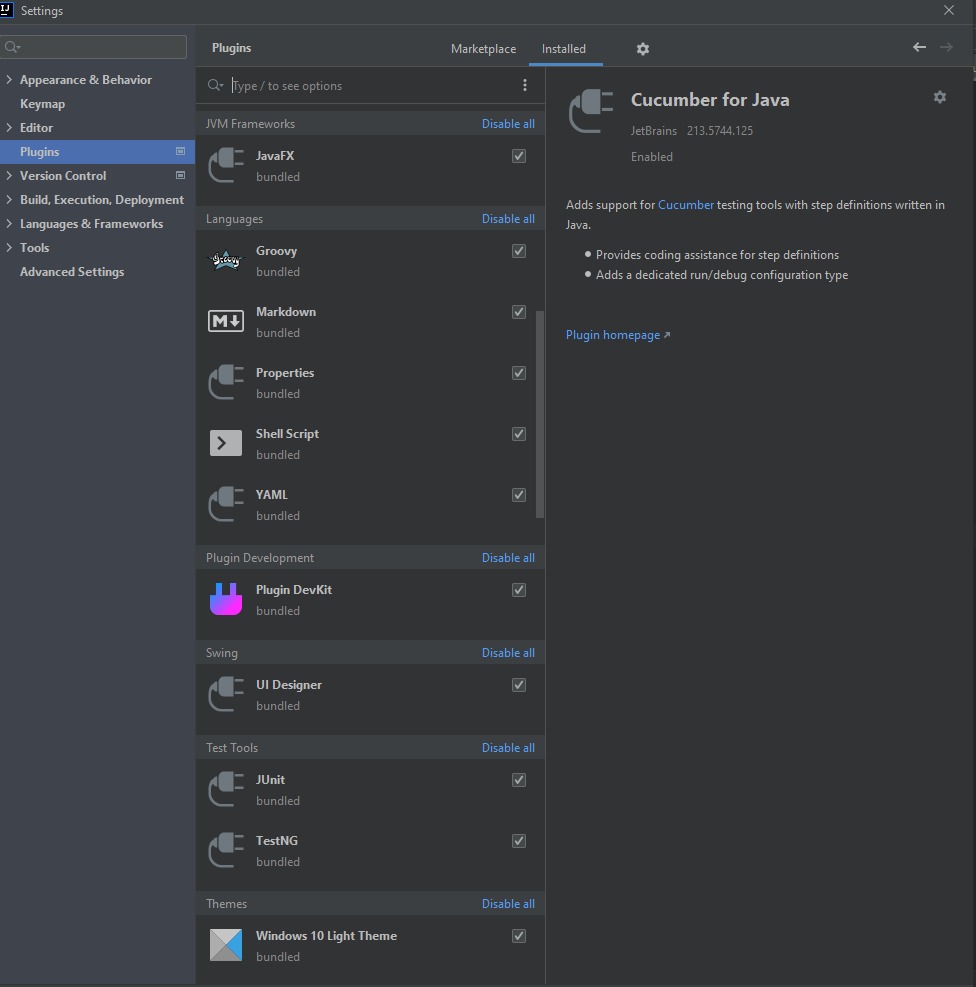 IJ
Settings
Appearance & Behavior
Keymap
Editor
Plugins
Version Control
Build, Execution, Deployment
Languages & Frameworks
Tools
Advanced Settings
Plugins
Marketplace
Installed
Type / to see options
JVM Frameworks
Disable all
JavaFX
bundled
Languages
Disable all
Groovy
Groovy
bundled
M
Markdown
bundled
Properties
bundled
Shell Script
bundled
YAML
bundled
Plugin Development
Disable all
Plugin DevKit
bundled
Swing
Disable all
UI Designer
bundled
Test Tools
Disable all
JUnit
bundled
TestNG
bundled
Themes
Disable all
Windows 10 Light Theme
bundled
Cucumber for Java
JetBrains 213.5744.125
Enabled
Adds support for Cucumber testing tools with step definitions written in
Java.
Provides coding assistance for step definitions
Adds a dedicated run/debug configuration type
Plugin homepage